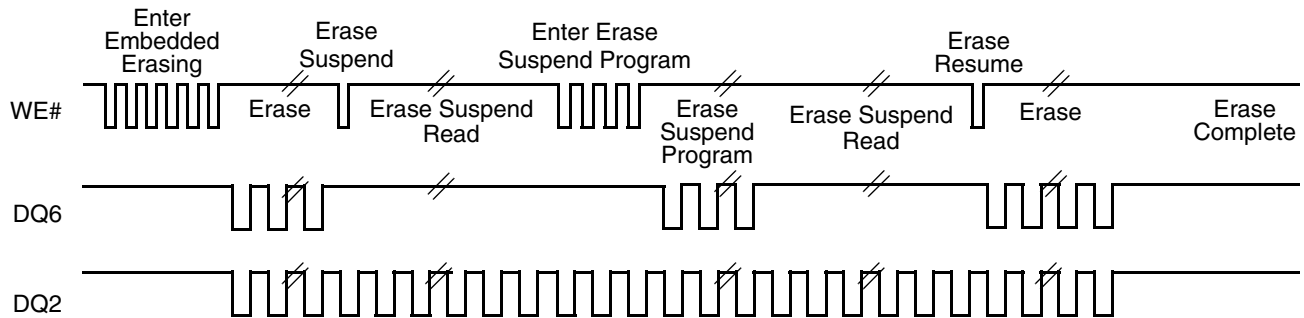 Enter
Embedded
Erasing
Erase
Suspend
Enter Erase
Suspend Program
Erase
Resume
WE#
Erase
Erase Suspend
Read
Erase
Suspend
Program
Erase Suspend
Read
Erase
Erase
Complete
DQ6
DQ2